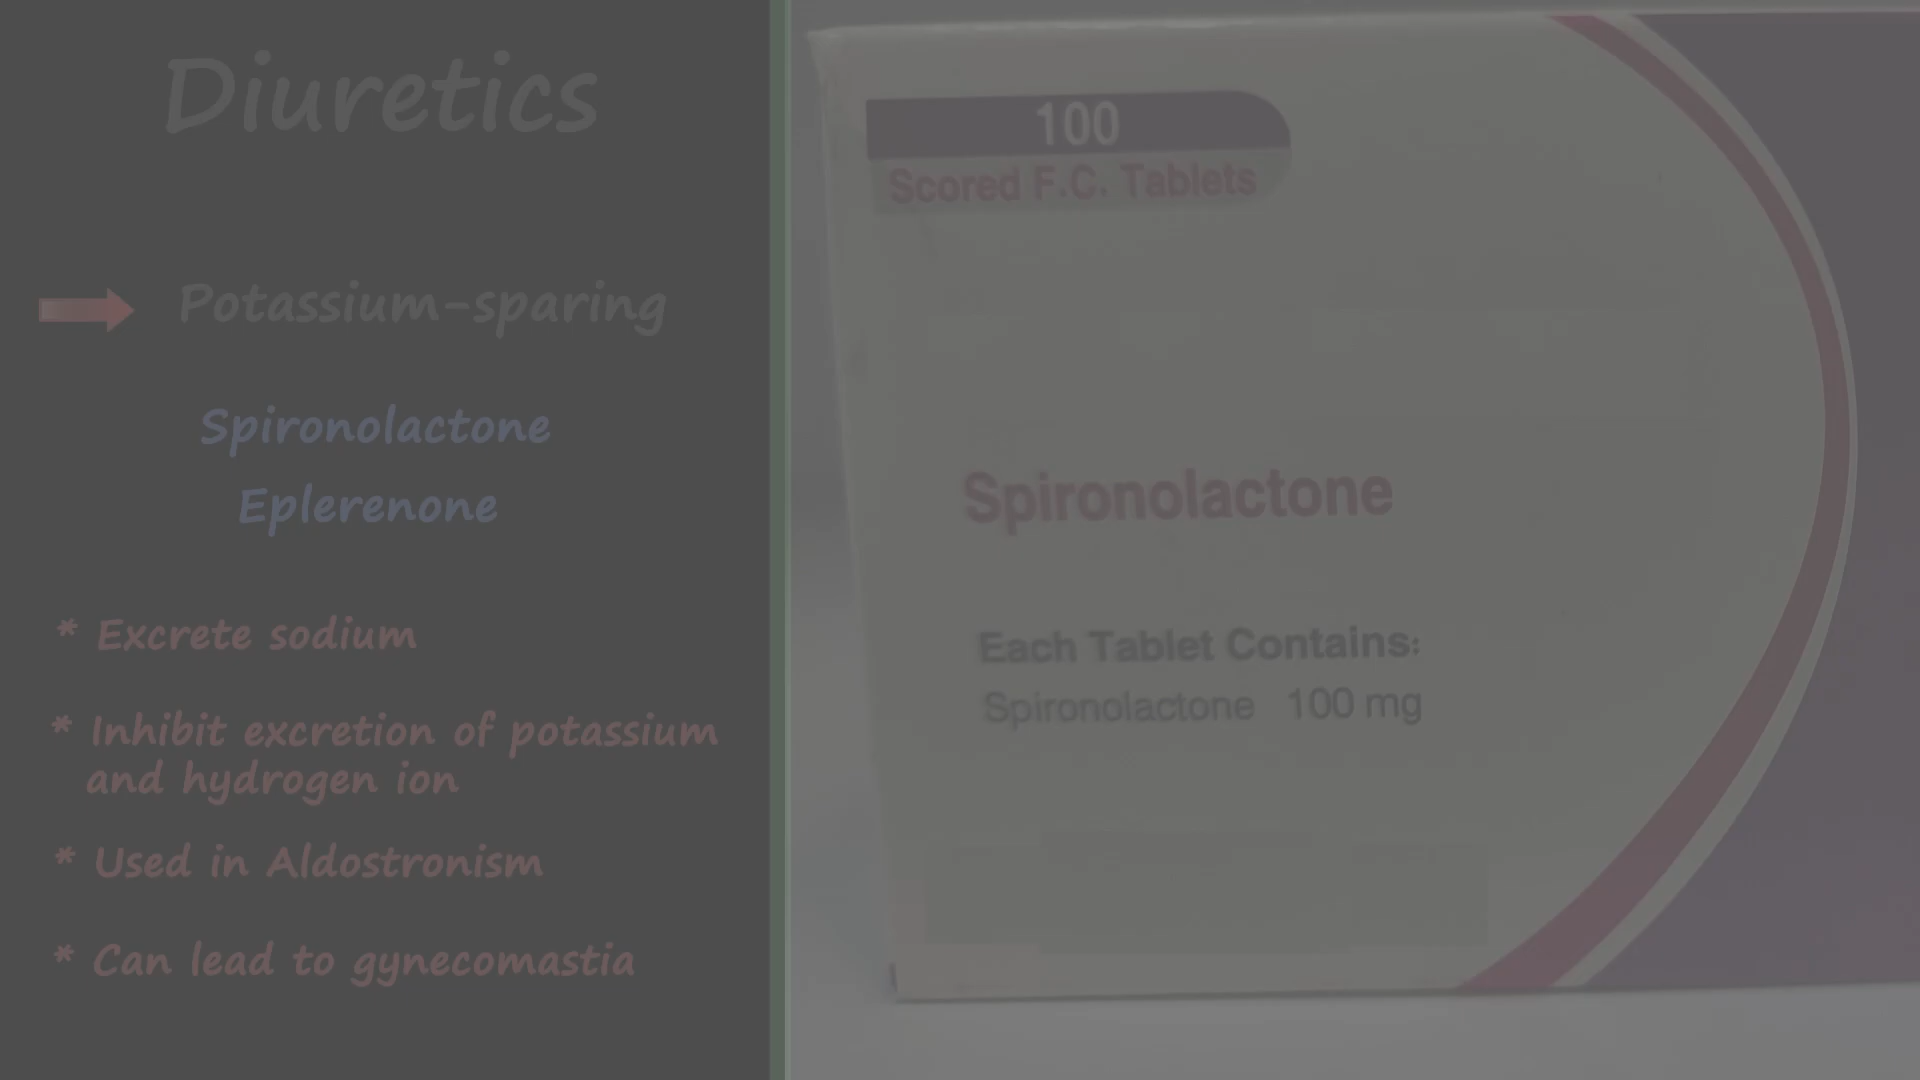 Diuretics
Potassium-sparing
Spironolactone
Eplerenone
* Excrete sodium
* Inhibit excretion of potassium
and hydrogen ion
* Used in Aldostronism
* Can lead to gynecomastia
100
Scored F.C. Tablets
Spironolactone
Each Tablet Contains:
Spironolactone 100 mg